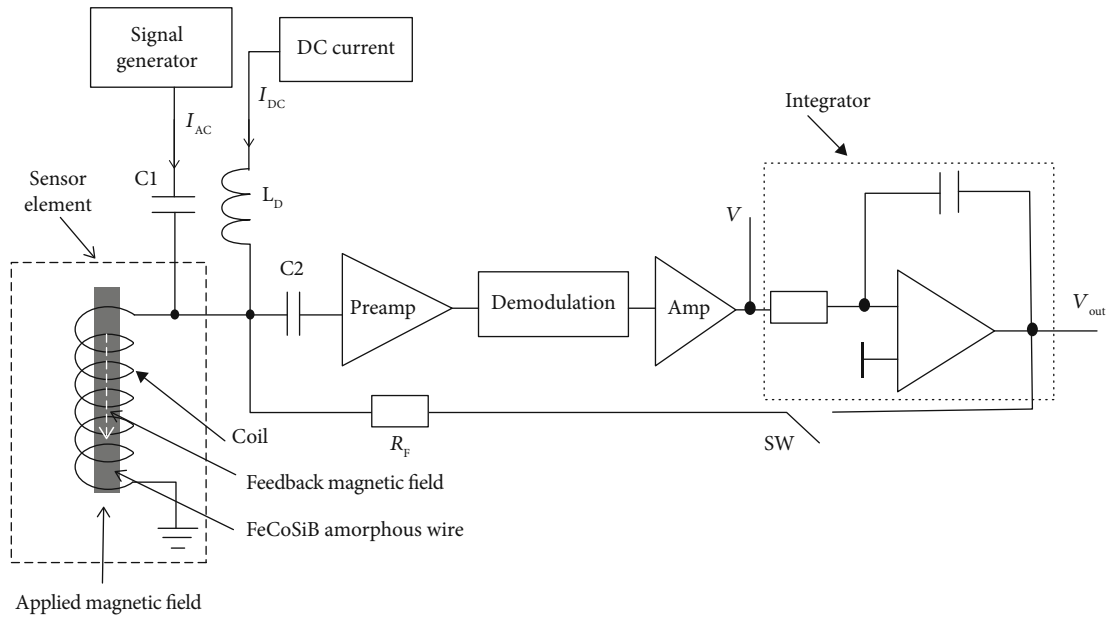 Signal
generator
DC current
I_DC
I_AC
Integrator
Sensor
element
C1
L_D
V
C2
Preamp
Demodulation
Amp
V_out
Coil
R_F
SW
Feedback magnetic field
FeCoSiB amorphous wire
Applied magnetic field